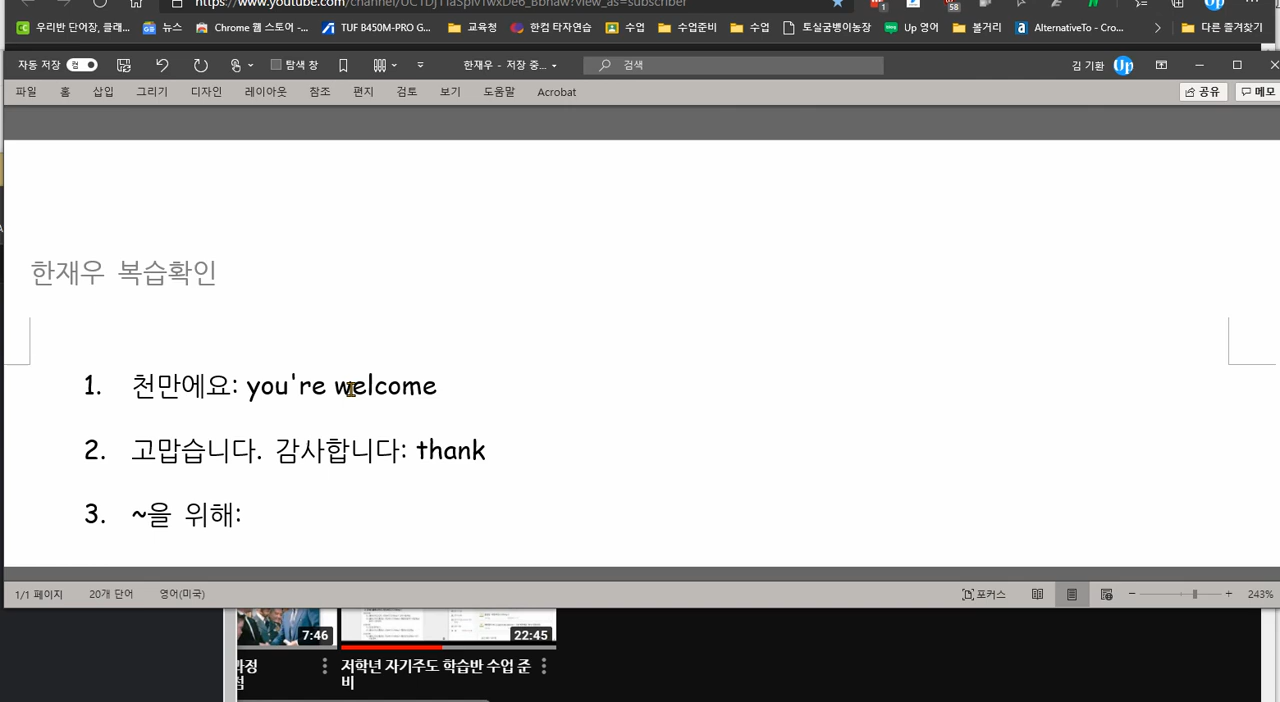 https://www.youtube.com/channel/
1 58
우리반 단어장, 클래... 뉴스 Chrome 웹 스토어 -... TUF B450M-PRO G... 교육청 한컴 타자연습 수업 수업준비 수업 토실공병이농장 Up 영어 볼거리 AlternativeTo - Cro... 다른 즐겨찾기
자동 저장 컴 탐색 창 한재우 - 저장 중... 검색 김 기환 Up
파일 홈 삽입 그리기 디자인 레이아웃 참조 편지 검토 보기 도움말 Acrobat 공유 메모
한재우 복습확인
1. 천만에요: you're welcome
2. 고맙습니다. 감사합니다: thank
3. ~을 위해:
1/1 페이지 20개 단어 영어(미국) 포커스 243%
7:46 22:45
저학년 자기주도 학습반 수업 준
비